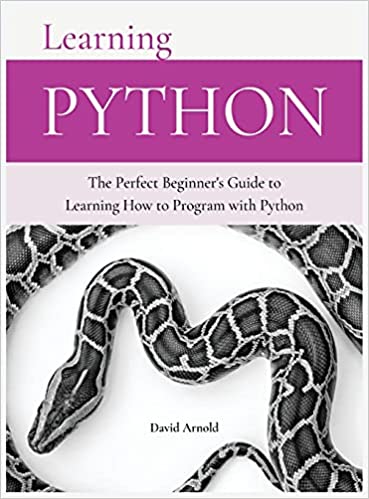 Learning
PYTHON
The Perfect Beginner's Guide to
Learning How to Program with Python
David Arnold